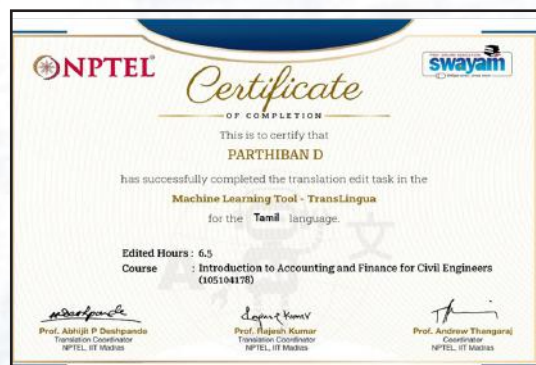 NPTEL
swayam
Certificate
OF COMPLETION
This is to certify that
PARTHIBAN D
has successfully completed the translation edit task in the
Machine Learning Tool - TransLingua
for the Tamil language.
Edited Hours : 6.5
Course : Introduction to Accounting and Finance for Civil Engineers
(105104178)
Prof. Abhijit P Deshpande
Translation Coordinator
NPTEL, IIT Madras
Prof. Rajesh Kumar
Translation Coordinator
NPTEL, IIT Madras
Prof. Andrew Thangaraj
Coordinator
NPTEL, IIT Madras